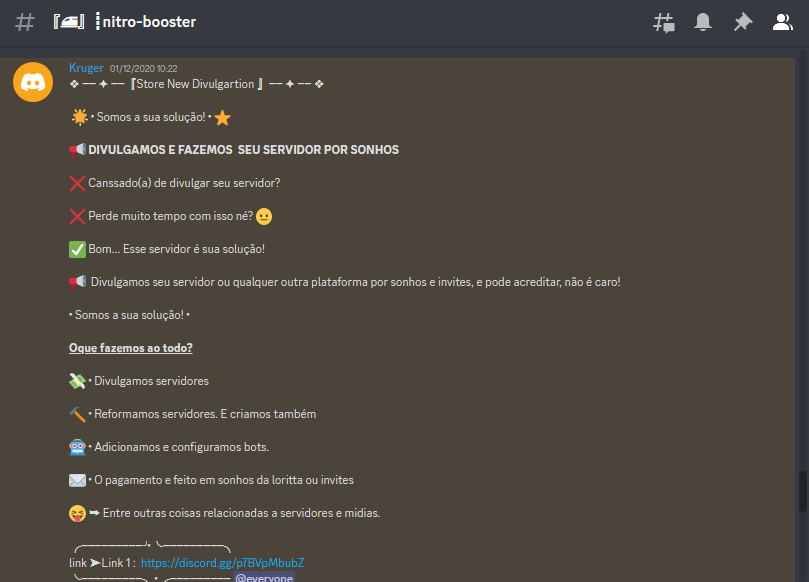 nitro-booster
Kruger 01/12/2020 10:22
❖ ── ✦ ── 『Store New Divulgartion 』 ── ✦ ── ❖
🌟 • Somos a sua solução! • ⭐
📢 DIVULGAMOS E FAZEMOS SEU SERVIDOR POR SONHOS
❌ Canssado(a) de divulgar seu servidor?
❌ Perde muito tempo com isso né? 😐
✅ Bom... Esse servidor é sua solução!
📢 Divulgamos seu servidor ou qualquer outra plataforma por sonhos e invites, e pode acreditar, não é caro!
• Somos a sua solução! •
Oque fazemos ao todo?
💸 • Divulgamos servidores
🔨 • Reformamos servidores. E criamos também
🤖 • Adicionamos e configuramos bots.
✉️ • O pagamento e feito em sonhos da loritta ou invites
😝 ➥ Entre outras coisas relacionadas a servidores e midias.
link ➤Link 1 : https://discord.gg/p7BVpMbubZ
@everyone